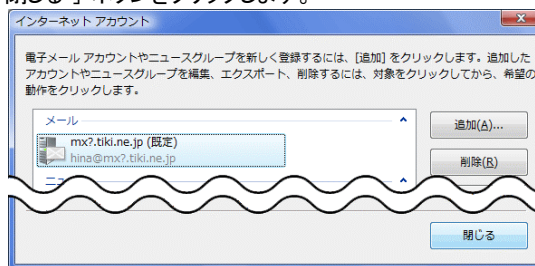 閉じる」ボタンをクリックします。
インターネット アカウント
電子メール アカウントやニュースグループを新しく登録するには、[追加] をクリックします。追加した
アカウントやニュースグループを編集、エクスポート、削除するには、対象をクリックしてから、希望の
動作をクリックします。
メール
追加(A)...
mx?.tiki.ne.jp (既定)
hina@mx?.tiki.ne.jp
削除(R)
ニュ
閉じる